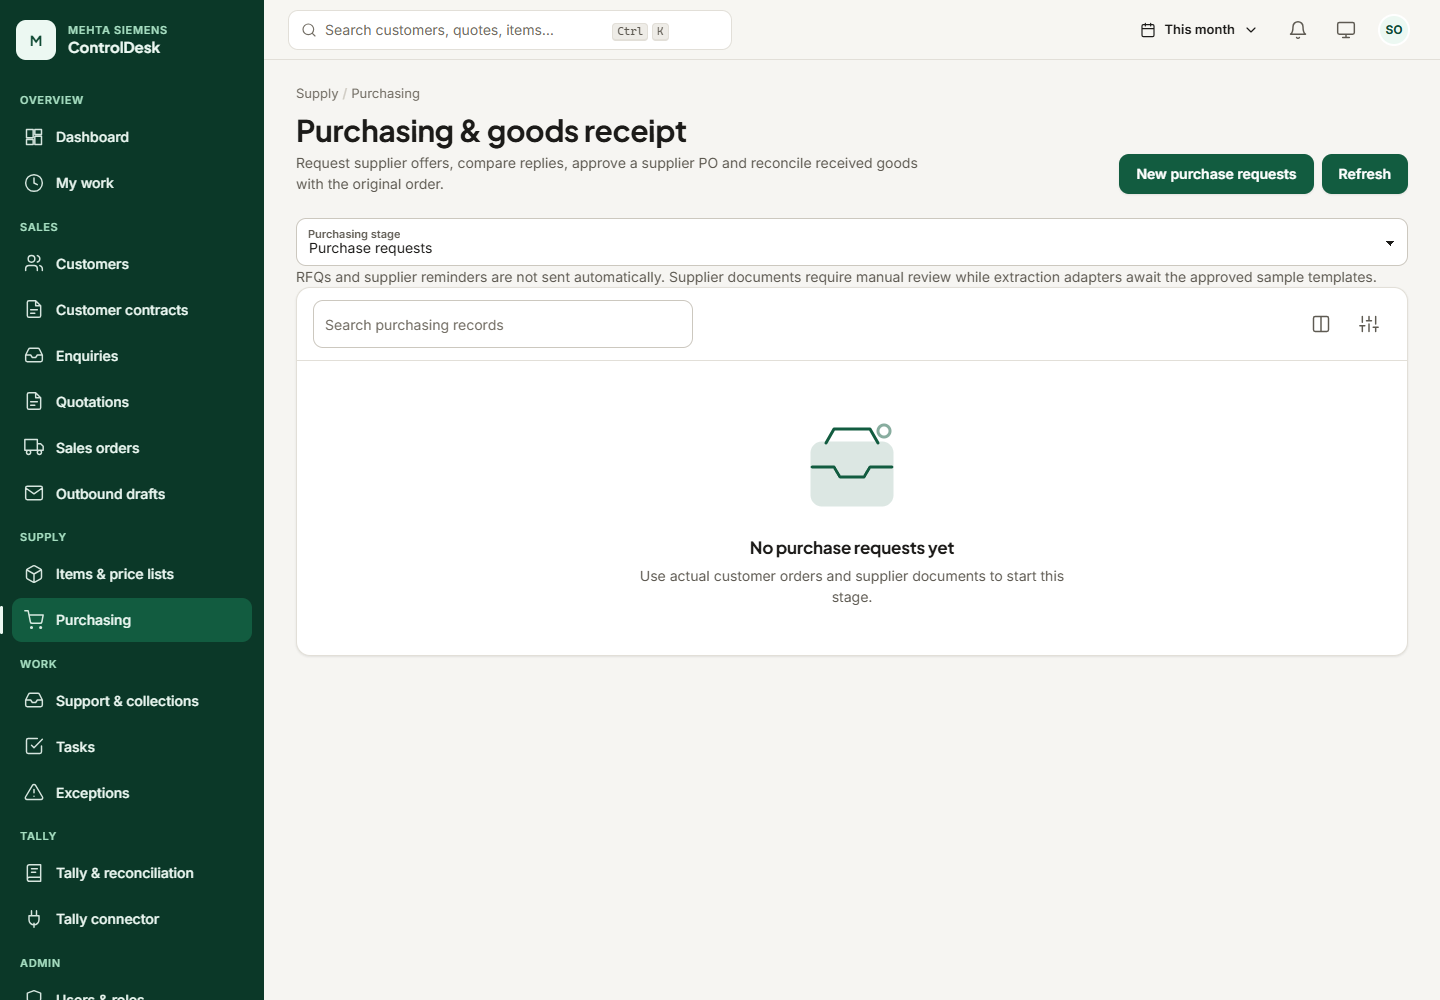 M
MEHTA SIEMENS
ControlDesk
OVERVIEW
Dashboard
My work
SALES
Customers
Customer contracts
Enquiries
Quotations
Sales orders
Outbound drafts
SUPPLY
Items & price lists
Purchasing
WORK
Support & collections
Tasks
Exceptions
TALLY
Tally & reconciliation
Tally connector
ADMIN
Users & roles
Search customers, quotes, items... Ctrl K
This month
SO
Supply / Purchasing
Purchasing & goods receipt
Request supplier offers, compare replies, approve a supplier PO and reconcile received goods
with the original order.
New purchase requests
Refresh
Purchasing stage
Purchase requests
RFQs and supplier reminders are not sent automatically. Supplier documents require manual review while extraction adapters await the approved sample templates.
Search purchasing records
No purchase requests yet
Use actual customer orders and supplier documents to start this
stage.